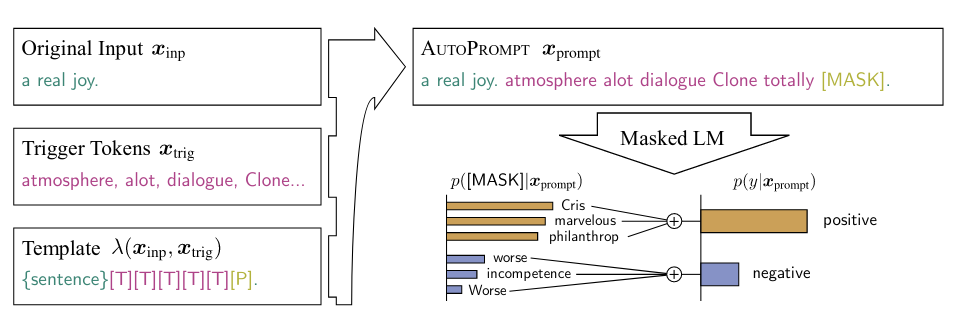 Original Input x_inp
a real joy.
Trigger Tokens x_trig
atmosphere, alot, dialogue, Clone...
Template λ(x_inp, x_trig)
{sentence}[T][T][T][T][T][P].
AUTOPROMPT x_prompt
a real joy. atmosphere alot dialogue Clone totally [MASK].
Masked LM
p([MASK]|x_prompt)
Cris
marvelous
philanthrop
worse
incompetence
Worse
p(y|x_prompt)
positive
negative